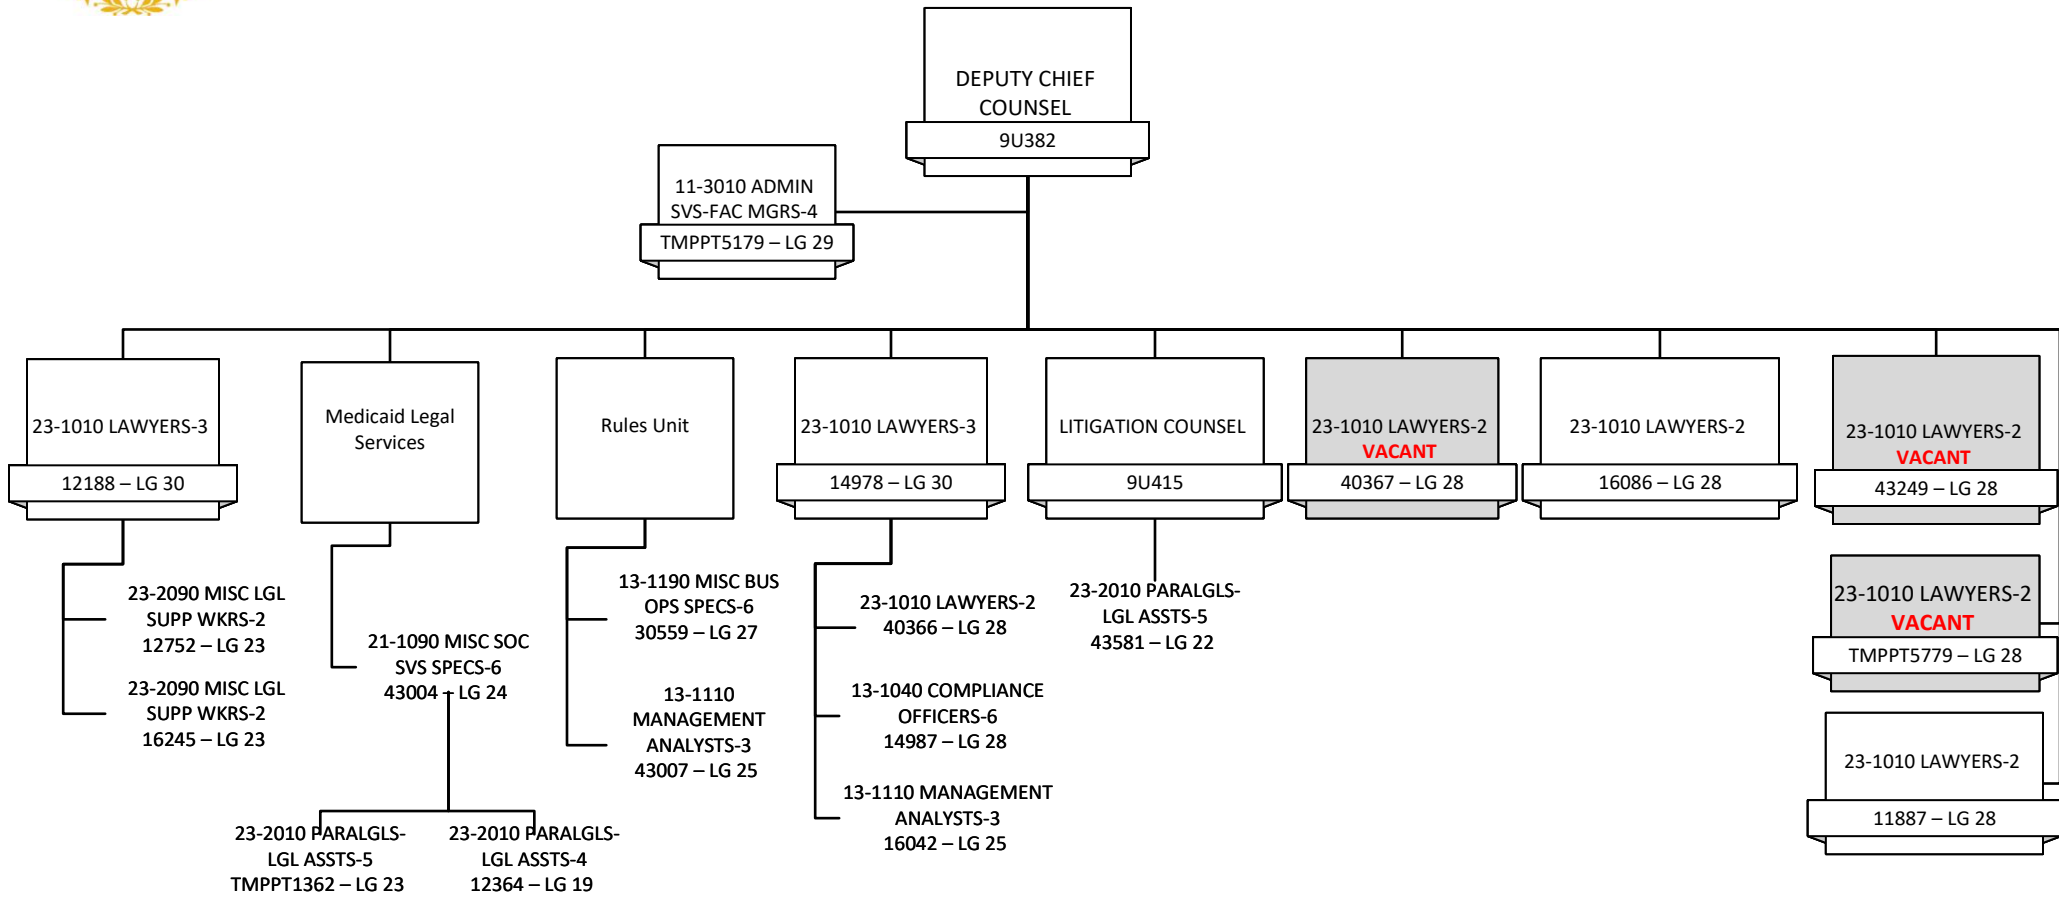 DEPUTY CHIEF
COUNSEL
9U382
11-3010 ADMIN
SVS-FAC MGRS-4
TMPPT5179 – LG 29
23-1010 LAWYERS-3
12188 – LG 30
23-2090 MISC LGL
SUPP WKRS-2
12752 – LG 23
23-2090 MISC LGL
SUPP WKRS-2
16245 – LG 23
Medicaid Legal
Services
21-1090 MISC SOC
SVS SPECS-6
43004 – LG 24
23-2010 PARALGLS-
LGL ASSTS-5
TMPPT1362 – LG 23
23-2010 PARALGLS-
LGL ASSTS-4
12364 – LG 19
Rules Unit
13-1190 MISC BUS
OPS SPECS-6
30559 – LG 27
13-1110
MANAGEMENT
ANALYSTS-3
43007 – LG 25
23-1010 LAWYERS-3
14978 – LG 30
23-1010 LAWYERS-2
40366 – LG 28
13-1040 COMPLIANCE
OFFICERS-6
14987 – LG 28
13-1110 MANAGEMENT
ANALYSTS-3
16042 – LG 25
LITIGATION COUNSEL
9U415
23-2010 PARALGLS-
LGL ASSTS-5
43581 – LG 22
23-1010 LAWYERS-2
VACANT
40367 – LG 28
23-1010 LAWYERS-2
16086 – LG 28
23-1010 LAWYERS-2
VACANT
43249 – LG 28
23-1010 LAWYERS-2
VACANT
TMPPT5779 – LG 28
23-1010 LAWYERS-2
11887 – LG 28